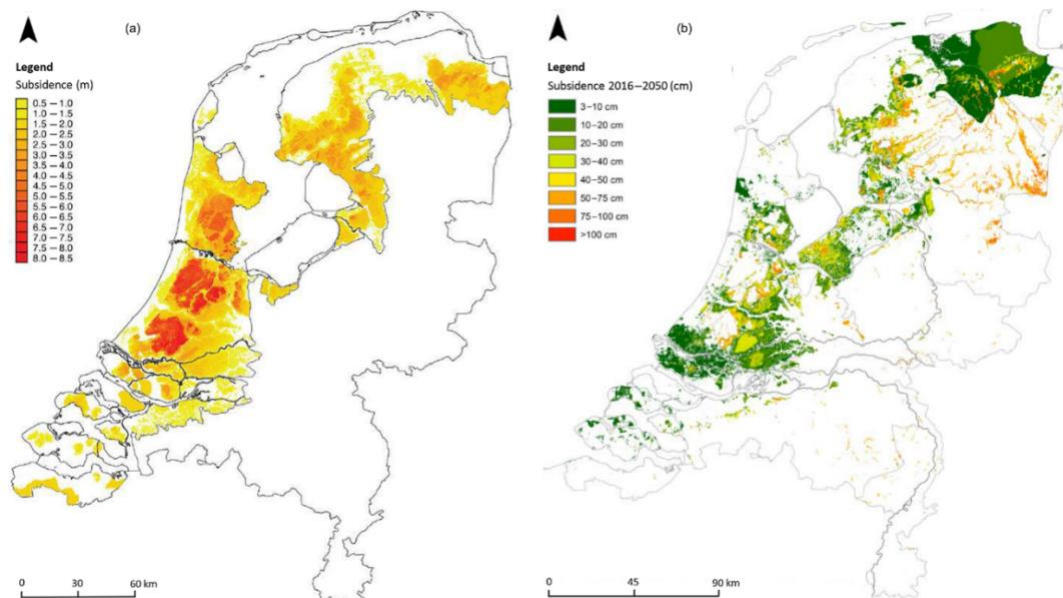 (a)
Legend
Subsidence (m)
0.5 – 1.0
1.0 – 1.5
1.5 – 2.0
2.0 – 2.5
2.5 – 3.0
3.0 – 3.5
3.5 – 4.0
4.0 – 4.5
4.5 – 5.0
5.0 – 5.5
5.5 – 6.0
6.0 – 6.5
6.5 – 7.0
7.0 – 7.5
7.5 – 8.0
8.0 – 8.5
0 30 60 km
(b)
Legend
Subsidence 2016–2050 (cm)
3–10 cm
10–20 cm
20–30 cm
30–40 cm
40–50 cm
50–75 cm
75–100 cm
>100 cm
0 45 90 km